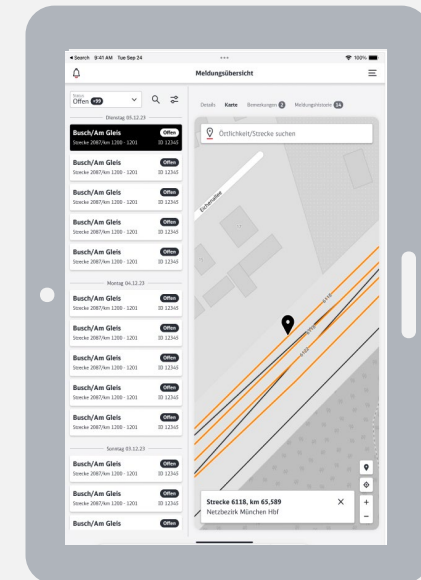 ◂ Search 9:41 AM Tue Sep 24
100%
Meldungsübersicht
Status
Offen +99
Details Karte Bemerkungen 2 Meldungshistorie 24
Dienstag 05.12.23
Busch/Am Gleis Offen
Strecke 2087/km 1200 - 1201 ID 12345
Busch/Am Gleis Offen
Strecke 2087/km 1200 - 1201 ID 12345
Busch/Am Gleis Offen
Strecke 2087/km 1200 - 1201 ID 12345
Busch/Am Gleis Offen
Strecke 2087/km 1200 - 1201 ID 12345
Busch/Am Gleis Offen
Strecke 2087/km 1200 - 1201 ID 12345
Montag 04.12.23
Busch/Am Gleis Offen
Strecke 2087/km 1200 - 1201 ID 12345
Busch/Am Gleis Offen
Strecke 2087/km 1200 - 1201 ID 12345
Busch/Am Gleis Offen
Strecke 2087/km 1200 - 1201 ID 12345
Busch/Am Gleis Offen
Strecke 2087/km 1200 - 1201 ID 12345
Busch/Am Gleis Offen
Strecke 2087/km 1200 - 1201 ID 12345
Sonntag 03.12.23
Busch/Am Gleis Offen
Strecke 2087/km 1200 - 1201 ID 12345
Busch/Am Gleis Offen
Strecke 2087/km 1200 - 1201 ID 12345
Busch/Am Gleis Offen
Örtlichkeit/Strecke suchen
Eichenallee
6118
6102
Strecke 6118, km 65,589
Netzbezirk München Hbf
+
−